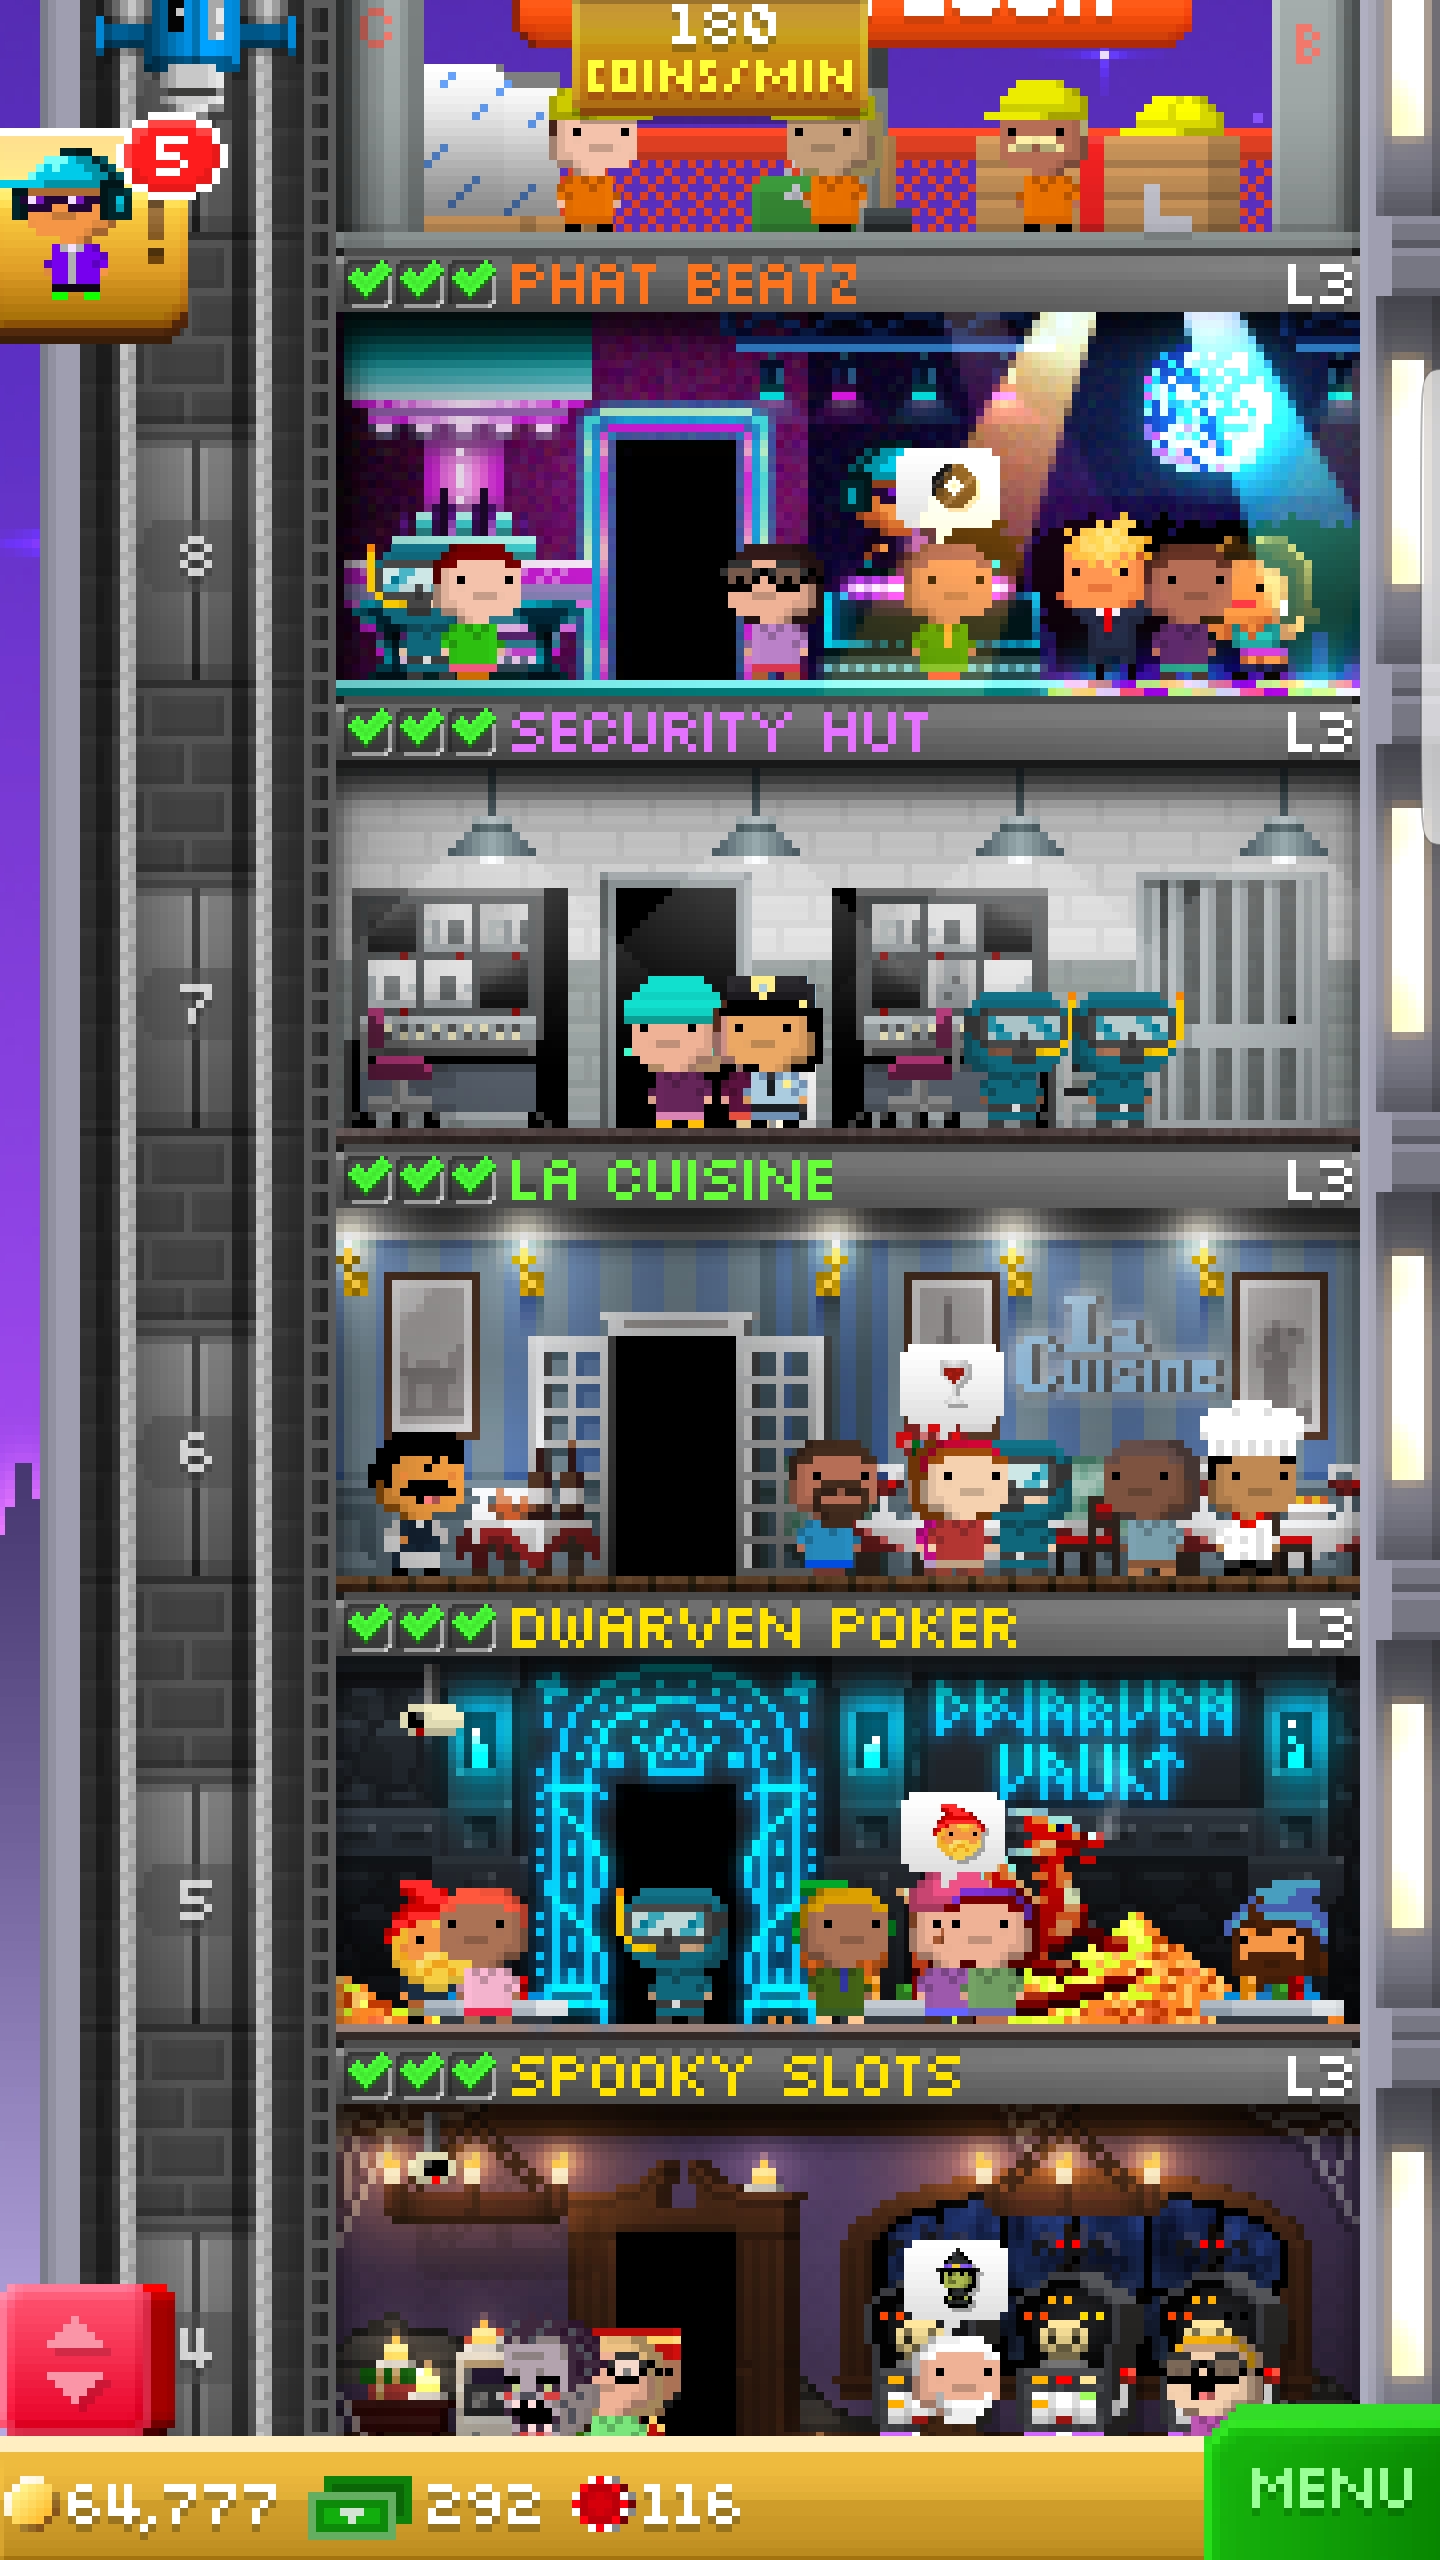 C
B
180
COINS/MIN
5
PHAT BEATZ L3
8
SECURITY HUT L3
7
LA CUISINE L3
La
Cuisine
6
DWARVEN POKER L3
DWARVEN
VAULT
5
SPOOKY SLOTS L3
4
64,777 292 116
MENU